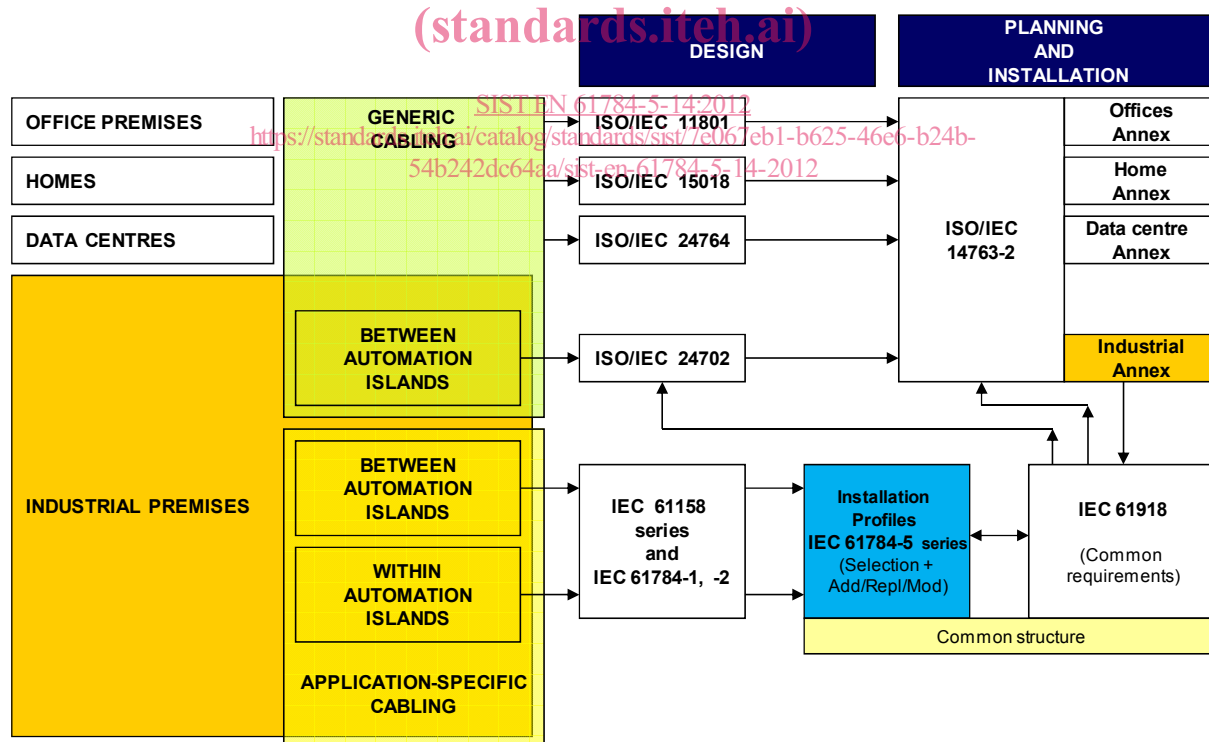 (standards.iteh.ai)
DESIGN
PLANNING
AND
INSTALLATION
SIST EN 61784-5-14:2012
https://standards.iteh.ai/catalog/standards/sist/7e067eb1-b625-46e6-b24b-
54b242dc64aa/sist-en-61784-5-14-2012
OFFICE PREMISES
GENERIC
CABLING
ISO/IEC 11801
Offices
Annex
HOMES
ISO/IEC 15018
Home
Annex
DATA CENTRES
ISO/IEC 24764
ISO/IEC
14763-2
Data centre
Annex
BETWEEN
AUTOMATION
ISLANDS
ISO/IEC 24702
Industrial
Annex
INDUSTRIAL PREMISES
BETWEEN
AUTOMATION
ISLANDS
WITHIN
AUTOMATION
ISLANDS
APPLICATION-SPECIFIC
CABLING
IEC 61158
series
and
IEC 61784-1, -2
Installation
Profiles
IEC 61784-5 series
(Selection +
Add/Repl/Mod)
IEC 61918
(Common
requirements)
Common structure